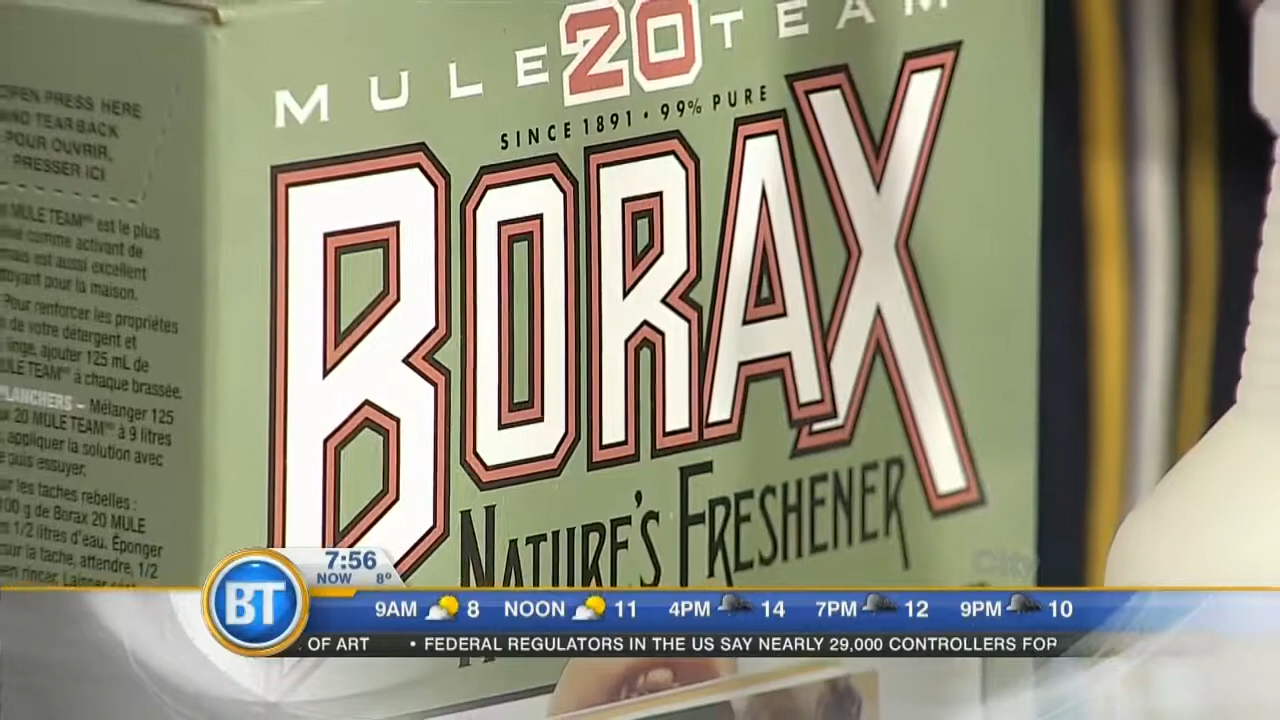 MULE 20 TEAM
SINCE 1891 · 99% PURE
BORAX
NATURE'S FRESHENER
OPEN PRESS HERE
AND TEAR BACK
POUR OUVRIR,
PRESSER ICI
MULE TEAM est le plus
comme activant de
mais est aussi excellent
pour la maison.
Pour renforcer les propriétés
de votre détergent et
linge, ajouter 125 mL de
MULE TEAM à chaque brassée.
PLANCHERS – Mélanger 125
20 MULE TEAM à 9 litres
appliquer la solution avec
puis essuyer.
les taches rebelles :
100 g de Borax 20 MULE
1/2 litres d'eau. Éponger
sur la tache, attendre, 1/2
rincer.
City
7:56
NOW 8°
BT
9AM 8 NOON 11 4PM 14 7PM 12 9PM 10
OF ART • FEDERAL REGULATORS IN THE US SAY NEARLY 29,000 CONTROLLERS FOR